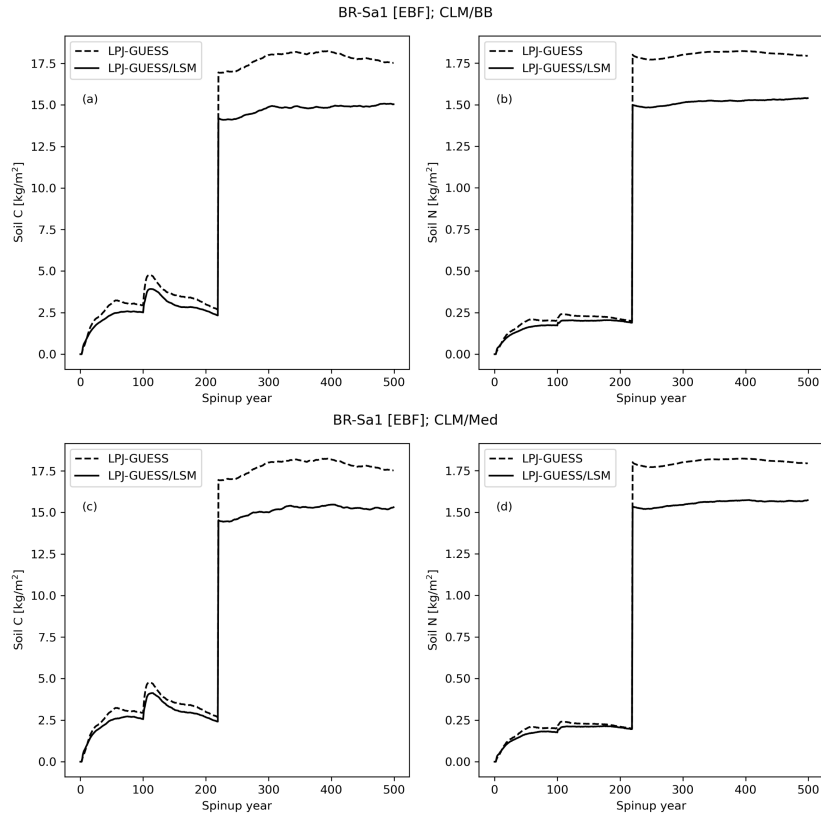 BR-Sa1 [EBF]; CLM/BB
LPJ-GUESS
LPJ-GUESS/LSM
(a)
Soil C [kg/m²]
17.5
15.0
12.5
10.0
7.5
5.0
2.5
0.0
0 100 200 300 400 500
Spinup year
LPJ-GUESS
LPJ-GUESS/LSM
(b)
Soil N [kg/m²]
1.75
1.50
1.25
1.00
0.75
0.50
0.25
0.00
0 100 200 300 400 500
Spinup year
BR-Sa1 [EBF]; CLM/Med
LPJ-GUESS
LPJ-GUESS/LSM
(c)
Soil C [kg/m²]
17.5
15.0
12.5
10.0
7.5
5.0
2.5
0.0
0 100 200 300 400 500
Spinup year
LPJ-GUESS
LPJ-GUESS/LSM
(d)
Soil N [kg/m²]
1.75
1.50
1.25
1.00
0.75
0.50
0.25
0.00
0 100 200 300 400 500
Spinup year